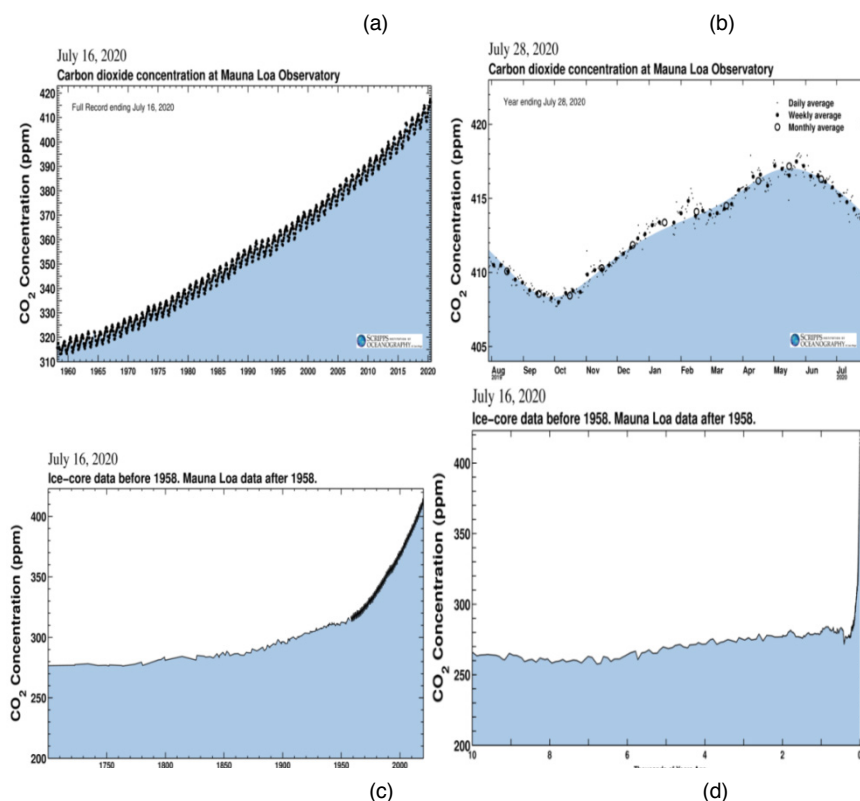 (a)
July 16, 2020
Carbon dioxide concentration at Mauna Loa Observatory
Full Record ending July 16, 2020
CO2 Concentration (ppm)
420
410
400
390
380
370
360
350
340
330
320
310
1960 1965 1970 1975 1980 1985 1990 1995 2000 2005 2010 2015 2020
SCRIPPS
OCEANOGRAPHY
(b)
July 28, 2020
Carbon dioxide concentration at Mauna Loa Observatory
Year ending July 28, 2020
Daily average
Weekly average
Monthly average
CO2 Concentration (ppm)
420
415
410
404
Aug Sep Oct Nov Dec Jan Feb Mar Apr May Jun Jul
2019 2020
SCRIPPS
OCEANOGRAPHY
July 16, 2020
Ice-core data before 1958. Mauna Loa data after 1958.
CO2 Concentration (ppm)
400
350
300
250
200
1750 1800 1850 1900 1950 2000
(c)
July 16, 2020
Ice-core data before 1958. Mauna Loa data after 1958.
CO2 Concentration (ppm)
400
350
300
250
200
10 8 6 4 2 0
(d)